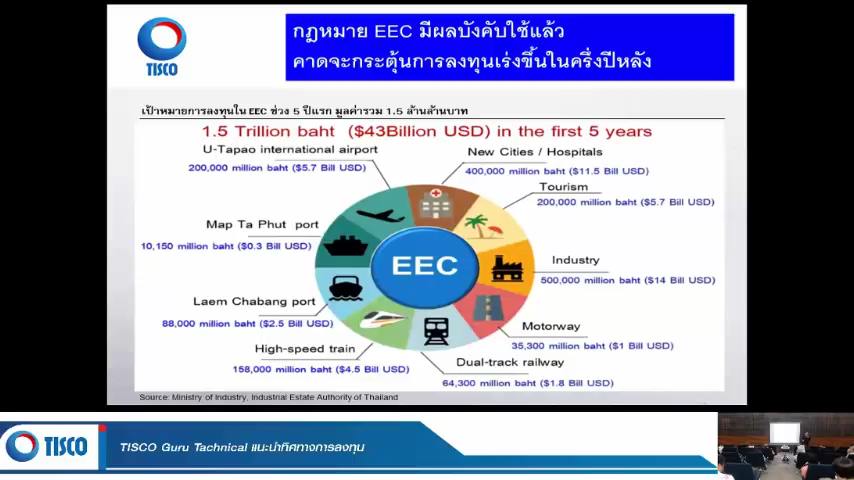 TISCO
กฎหมาย EEC มีผลบังคับใช้แล้ว
คาดจะกระตุ้นการลงทุนเร่งขึ้นในครึ่งปีหลัง
เป้าหมายการลงทุนใน EEC ช่วง 5 ปีแรก มูลค่ารวม 1.5 ล้านล้านบาท
1.5 Trillion baht ($43Billion USD) in the first 5 years
U-Tapao international airport
200,000 million baht ($5.7 Bill USD)
New Cities / Hospitals
400,000 million baht ($11.5 Bill USD)
Tourism
200,000 million baht ($5.7 Bill USD)
Map Ta Phut port
10,150 million baht ($0.3 Bill USD)
EEC
Industry
500,000 million baht ($14 Bill USD)
Laem Chabang port
88,000 million baht ($2.5 Bill USD)
Motorway
35,300 million baht ($1 Bill USD)
High-speed train
158,000 million baht ($4.5 Bill USD)
Dual-track railway
64,300 million baht ($1.8 Bill USD)
Source: Ministry of Industry, Industrial Estate Authority of Thailand
TISCO
TISCO Guru Tachnical แนะนำทิศทางการลงทุน